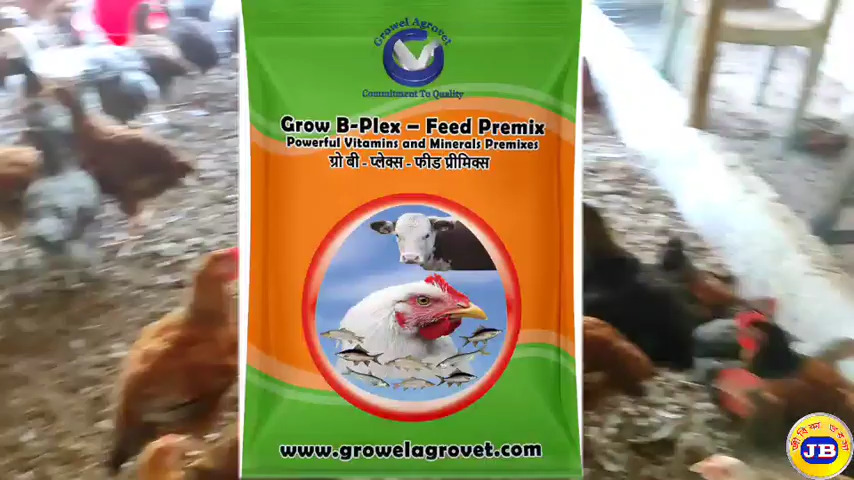 Growel Agrovet
Commitment To Quality
Grow B-Plex – Feed Premix
Powerful Vitamins and Minerals Premixes
ग्रो बी - प्लेक्स - फीड प्रीमिक्स
www.growelagrovet.com
JB